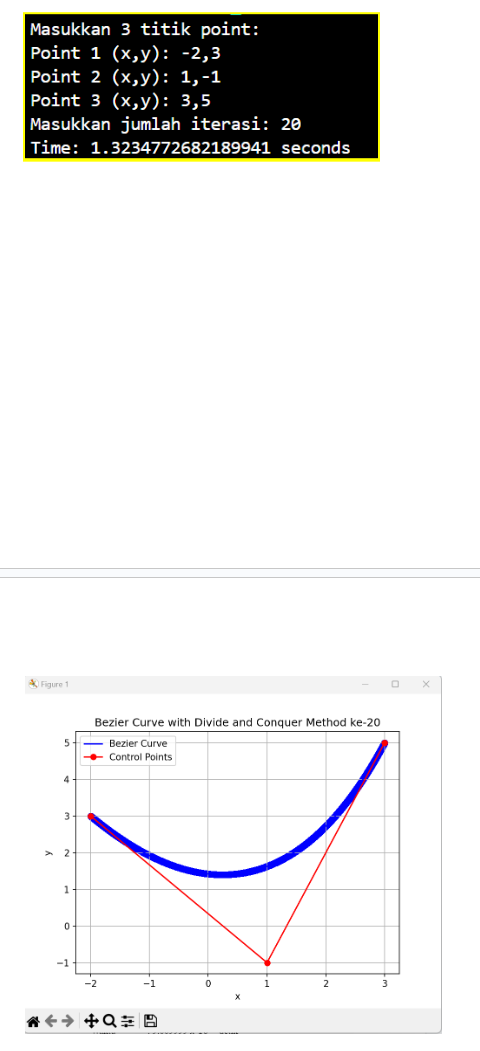 Masukkan 3 titik point:
Point 1 (x,y): -2,3
Point 2 (x,y): 1,-1
Point 3 (x,y): 3,5
Masukkan jumlah iterasi: 20
Time: 1.3234772682189941 seconds
Figure 1
Bezier Curve with Divide and Conquer Method ke-20
Bezier Curve
Control Points
5
4
3
2
1
0
−1
y
−2 −1 0 1 2 3
x